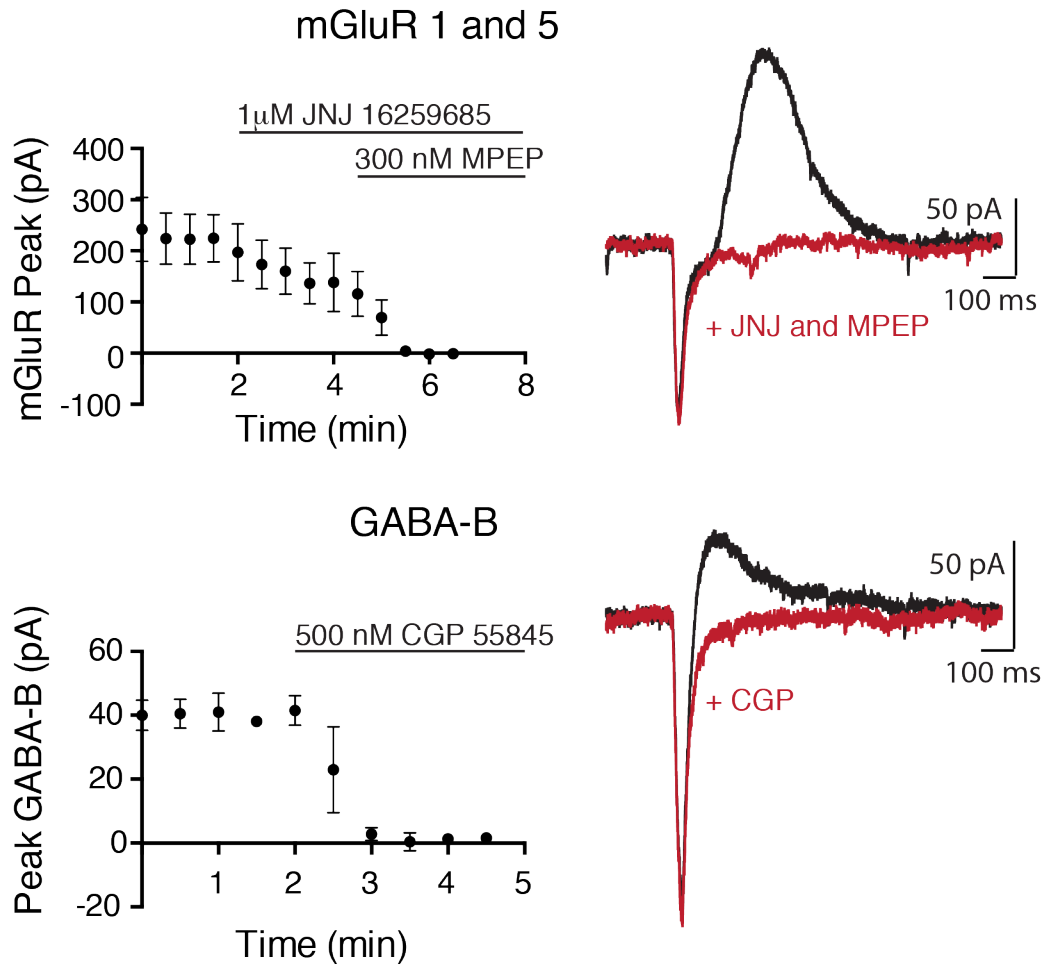 mGluR 1 and 5
1μM JNJ 16259685
300 nM MPEP
mGluR Peak (pA)
400
300
200
100
0
-100
2
4
6
8
Time (min)
50 pA
100 ms
+ JNJ and MPEP
GABA-B
500 nM CGP 55845
Peak GABA-B (pA)
60
40
20
0
-20
1
2
3
4
5
Time (min)
50 pA
100 ms
+ CGP